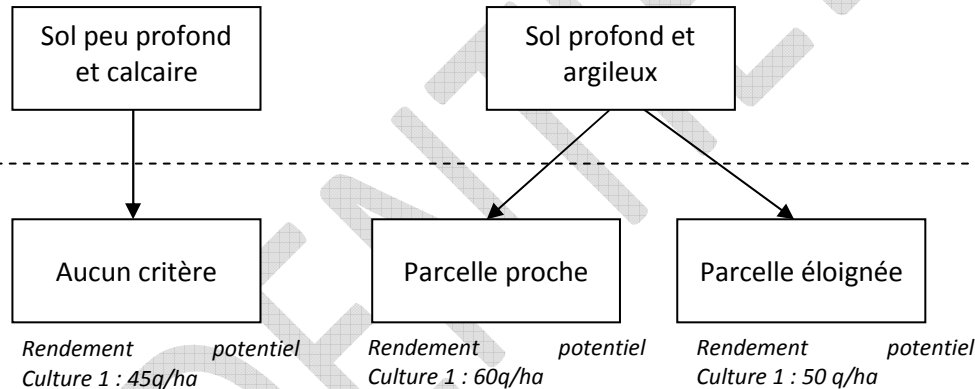 Sol peu profond
et calcaire
Sol profond et
argileux
Aucun critère
Parcelle proche
Parcelle éloignée
Rendement potentiel
Culture 1 : 45q/ha
Rendement potentiel
Culture 1 : 60q/ha
Rendement potentiel
Culture 1 : 50 q/ha